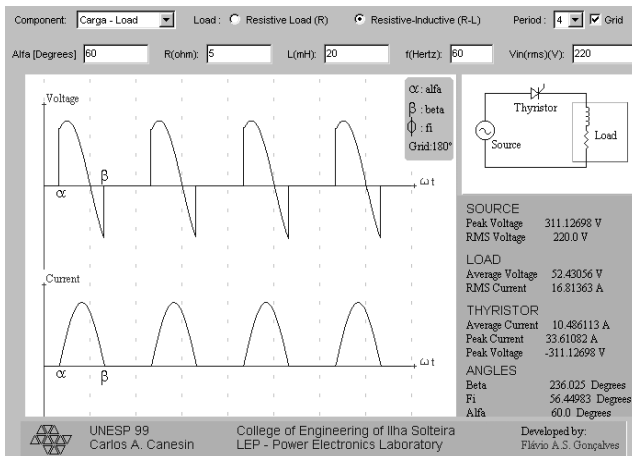 Component: Carga - Load Load : Resistive Load (R) Resistive-Inductive (R-L) Period : 4 Grid
Alfa [Degrees] 60 R(ohm): 5 L(mH): 20 f(Hertz): 60 Vin(rms)(V): 220
Voltage
α : alfa
β : beta
ϕ : fi
Grid:180°
α
β
ωt
Current
α
β
ωt
Thyristor
Source
Load
SOURCE
Peak Voltage 311.12698 V
RMS Voltage 220.0 V
LOAD
Average Voltage 52.43056 V
RMS Current 16.81363 A
THYRISTOR
Average Current 10.486113 A
Peak Current 33.61082 A
Peak Voltage -311.12698 V
ANGLES
Beta 236.025 Degrees
Fi 56.44983 Degrees
Alfa 60.0 Degrees
UNESP 99
Carlos A. Canesin
College of Engineering of Ilha Solteira
LEP - Power Electronics Laboratory
Developed by:
Flávio A.S. Gonçalves